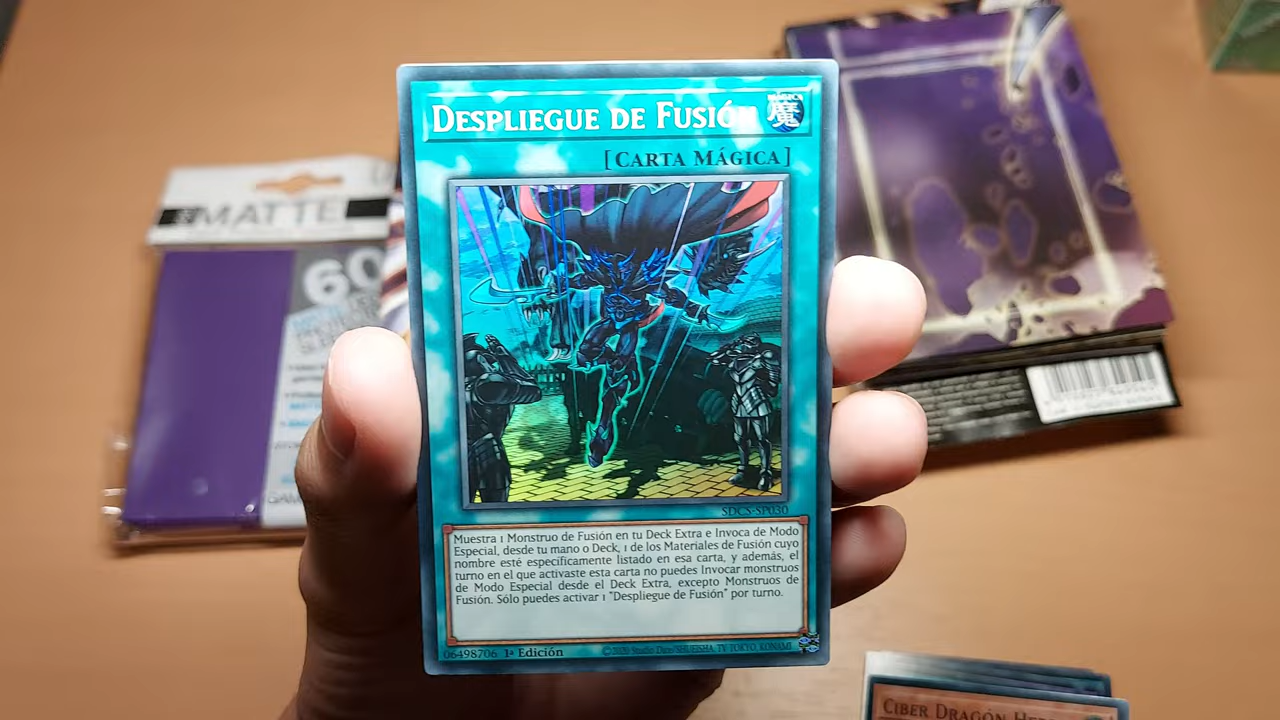 DESPLIEGUE DE FUSIÓN
MÁGICA
魔
[CARTA MÁGICA]
SDCS-SP030
Muestra 1 Monstruo de Fusión en tu Deck Extra e Invoca de Modo
Especial, desde tu mano o Deck, 1 de los Materiales de Fusión cuyo
nombre esté específicamente listado en esa carta, y además, el
turno en el que activaste esta carta no puedes Invocar monstruos
de Modo Especial desde el Deck Extra, excepto Monstruos de
Fusión. Sólo puedes activar 1 "Despliegue de Fusión" por turno.
06498706 1ª Edición
©2020 Studio Dice/SHUEISHA, TV TOKYO, KONAMI
MATTE
60
CIBER DRAGÓN